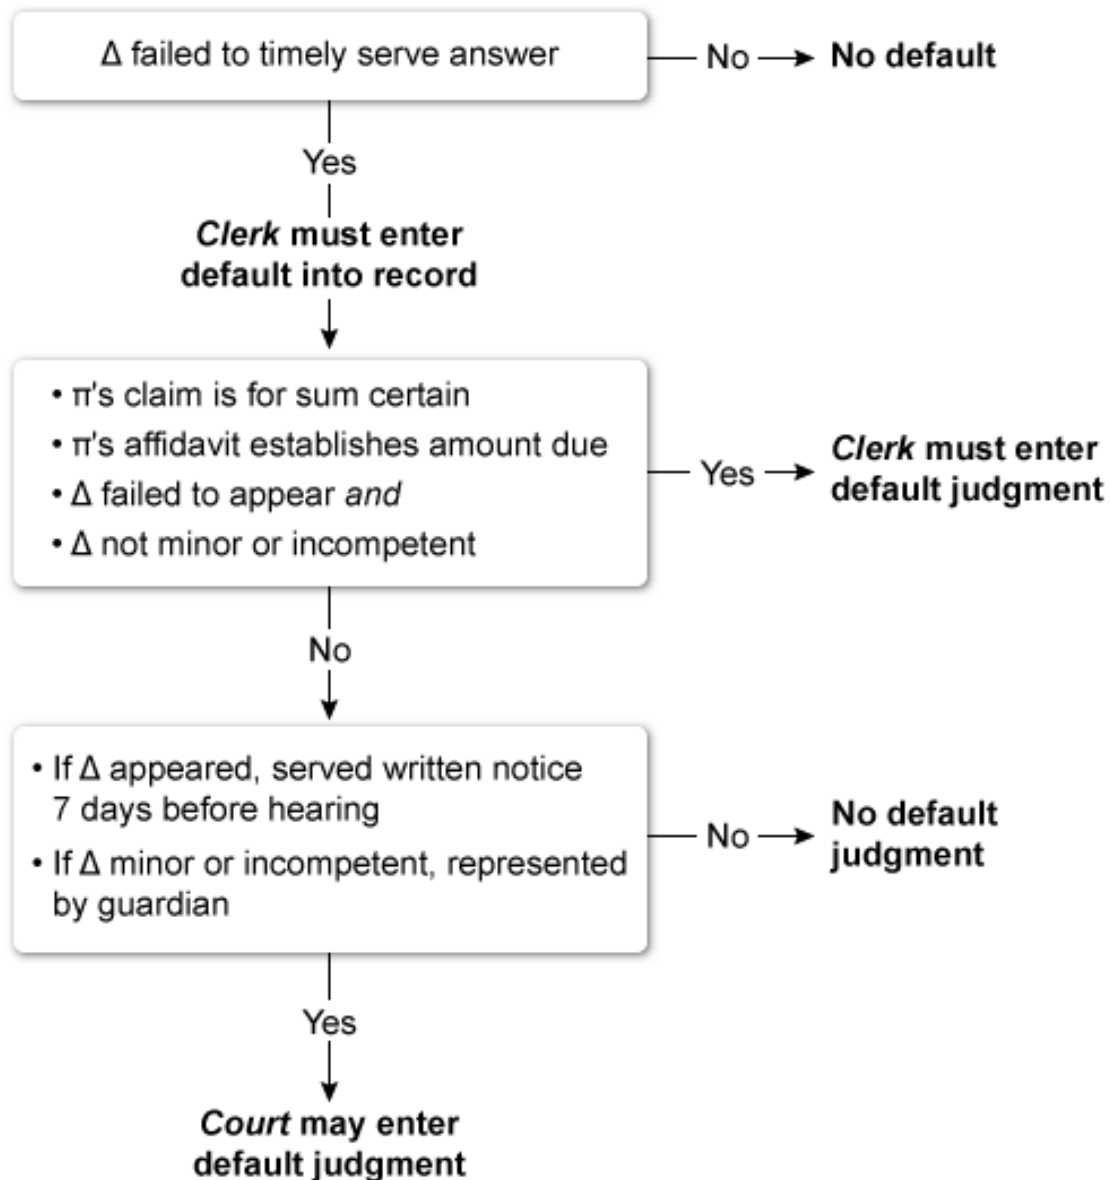 Δ failed to timely serve answer
No
No default
Yes
Clerk must enter
default into record
• π's claim is for sum certain
• π's affidavit establishes amount due
• Δ failed to appear and
• Δ not minor or incompetent
Yes
Clerk must enter
default judgment
No
• If Δ appeared, served written notice
7 days before hearing
• If Δ minor or incompetent, represented
by guardian
No
No default
judgment
Yes
Court may enter
default judgment